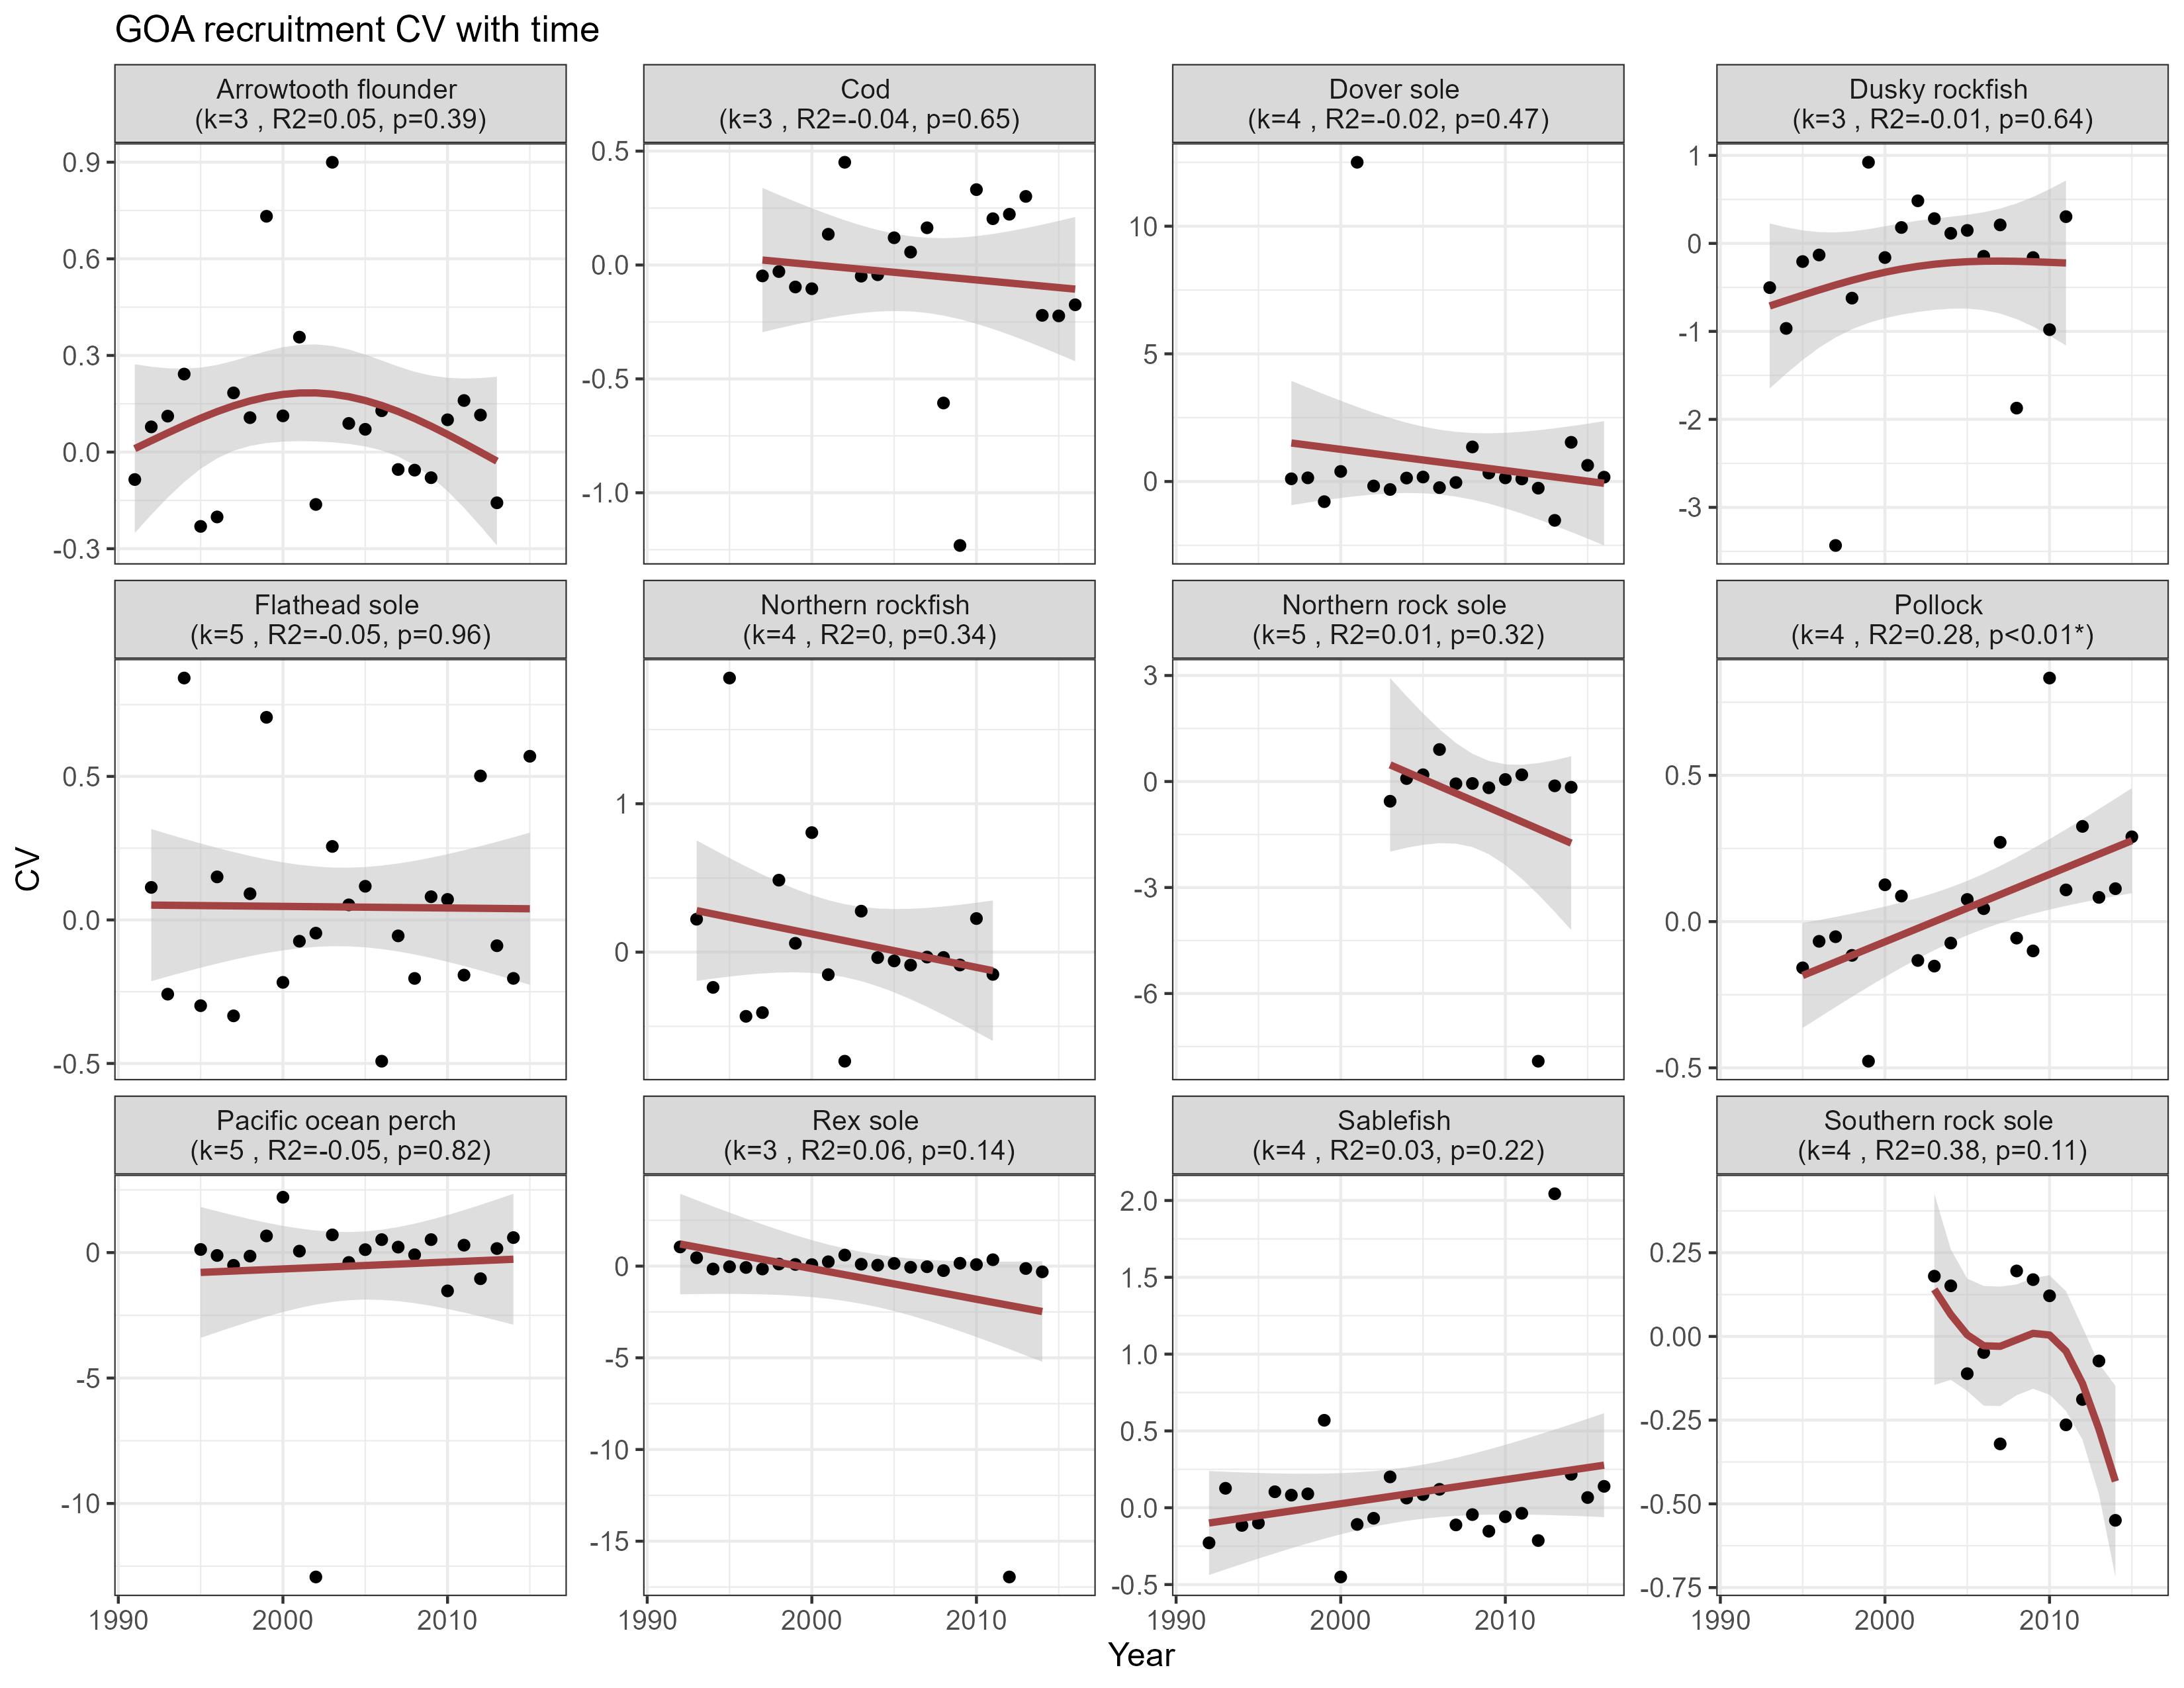 GOA recruitment CV with time
Arrowtooth flounder
(k=3 , R2=0.05, p=0.39)
Cod
(k=3 , R2=-0.04, p=0.65)
Dover sole
(k=4 , R2=-0.02, p=0.47)
Dusky rockfish
(k=3 , R2=-0.01, p=0.64)
0.9
0.6
0.3
0.0
-0.3
0.5
0.0
-0.5
-1.0
10
5
0
1
0
-1
-2
-3
Flathead sole
(k=5 , R2=-0.05, p=0.96)
Northern rockfish
(k=4 , R2=0, p=0.34)
Northern rock sole
(k=5 , R2=0.01, p=0.32)
Pollock
(k=4 , R2=0.28, p<0.01*)
0.5
0.0
-0.5
1
0
3
0
-3
-6
0.5
0.0
-0.5
CV
Pacific ocean perch
(k=5 , R2=-0.05, p=0.82)
Rex sole
(k=3 , R2=0.06, p=0.14)
Sablefish
(k=4 , R2=0.03, p=0.22)
Southern rock sole
(k=4 , R2=0.38, p=0.11)
0
-5
-10
0
-5
-10
-15
2.0
1.5
1.0
0.5
0.0
-0.5
0.25
0.00
-0.25
-0.50
-0.75
1990 2000 2010
1990 2000 2010
1990 2000 2010
1990 2000 2010
Year